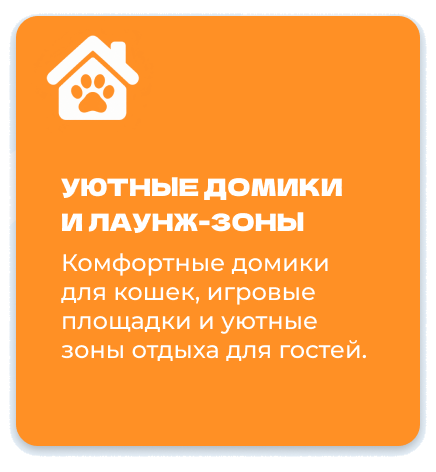 УЮТНЫЕ ДОМИКИ
И ЛАУНЖ-ЗОНЫ
Комфортные домики
для кошек, игровые
площадки и уютные
зоны отдыха для гостей.